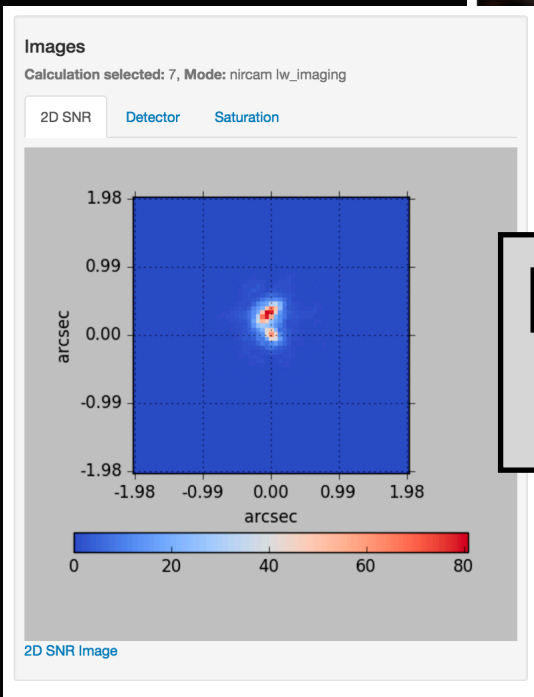 Images
Calculation selected: 7, Mode: nircam lw_imaging
2D SNR Detector Saturation
1.98
0.99
0.00
-0.99
-1.98
arcsec
-1.98 -0.99 0.00 0.99 1.98
arcsec
0 20 40 60 80
2D SNR Image